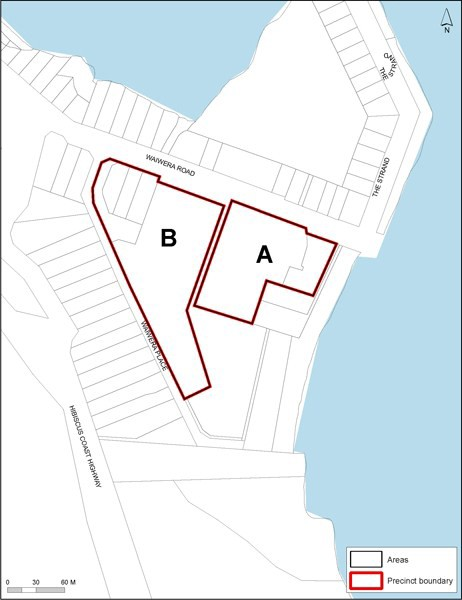 N
THE STRAND
WAIWERA ROAD
THE STRAND
B
A
WAIWERA PLACE
HIBISCUS COAST HIGHWAY
Areas
Precinct boundary
0 30 60 M